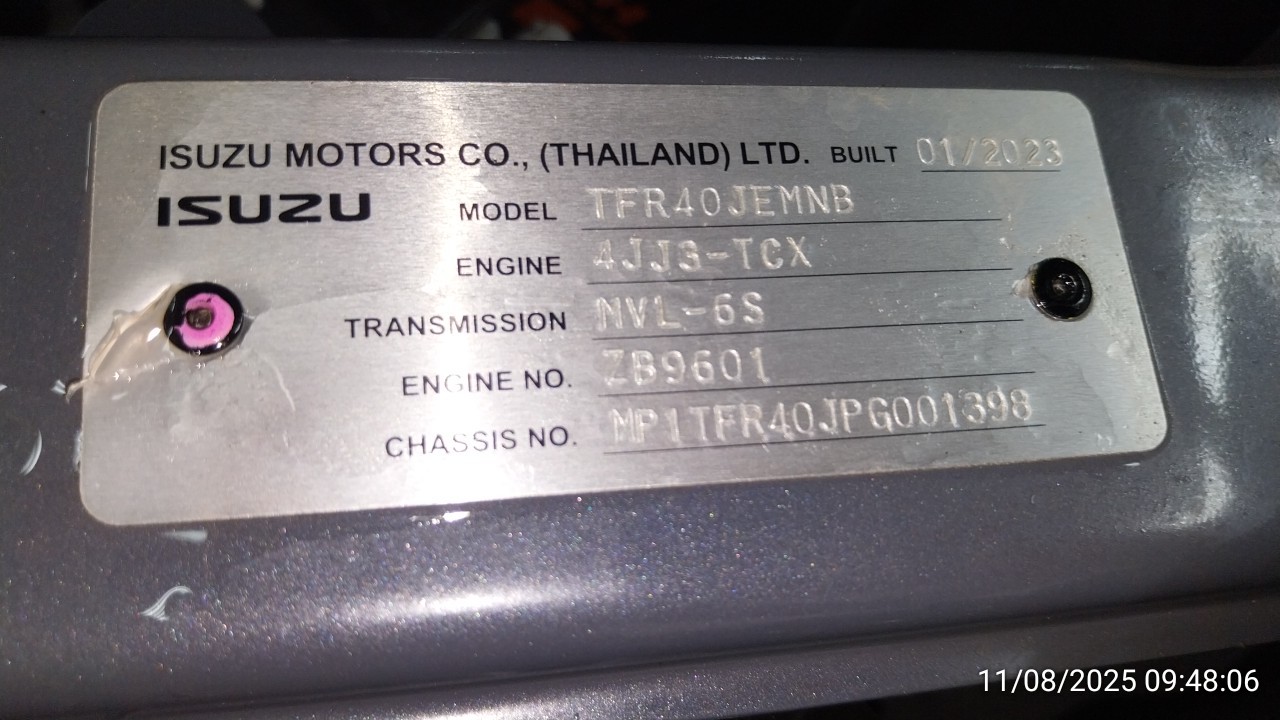 ISUZU MOTORS CO., (THAILAND) LTD. BUILT 01/2023
ISUZU MODEL TFR40JEMNB
ENGINE 4JJ3-TCX
TRANSMISSION MVL-6S
ENGINE NO. ZB9601
CHASSIS NO. MP1TFR40JPG001398
11/08/2025 09:48:06